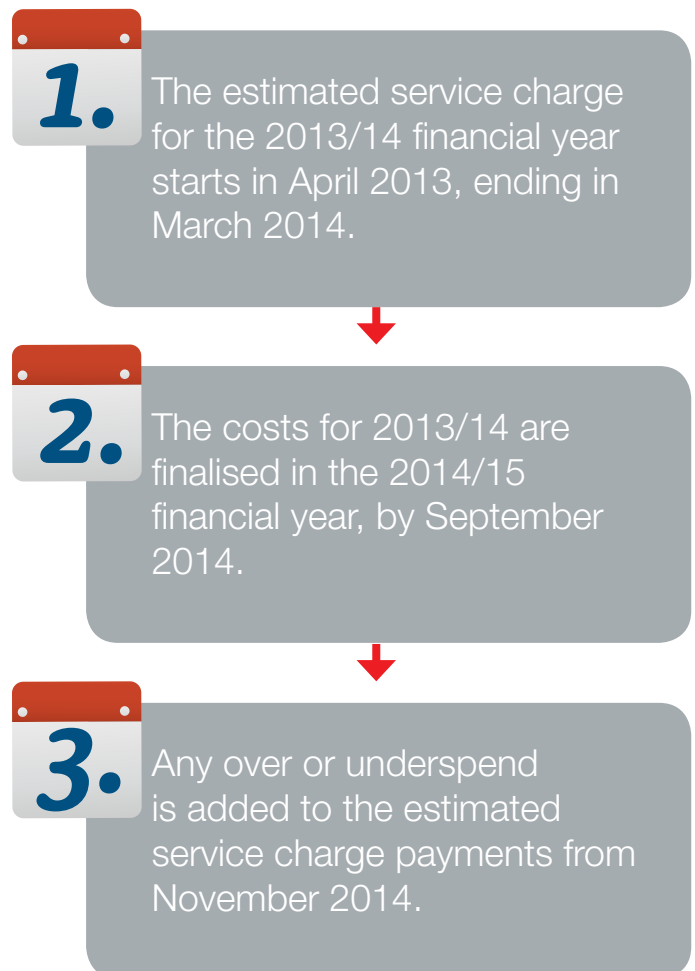 1.
The estimated service charge
for the 2013/14 financial year
starts in April 2013, ending in
March 2014.
2.
The costs for 2013/14 are
finalised in the 2014/15
financial year, by September
2014.
3.
Any over or underspend
is added to the estimated
service charge payments from
November 2014.